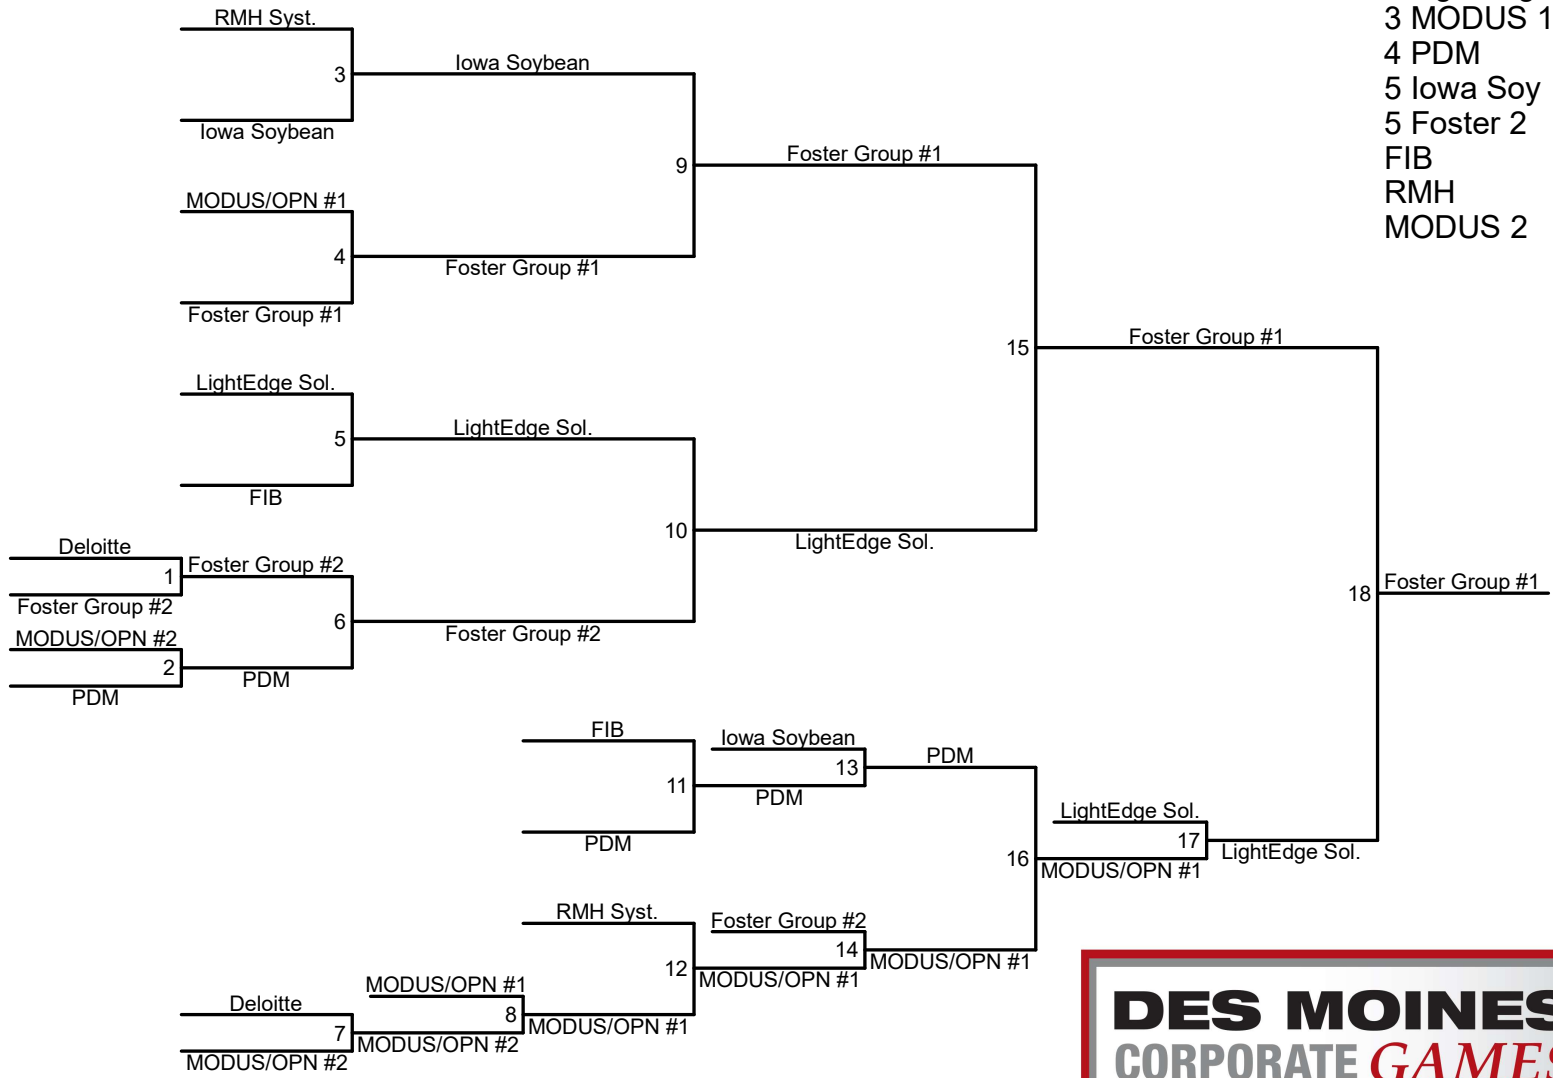 RMH Syst.
3 MODUS 1
Iowa Soybean
4 PDM
3
5 Iowa Soy
Iowa Soybean
5 Foster 2
Foster Group #1
FIB
9
RMH
MODUS/OPN #1
MODUS 2
4
Foster Group #1
Foster Group #1
Foster Group #1
15
LightEdge Sol.
LightEdge Sol.
5
FIB
10
LightEdge Sol.
Deloitte
Foster Group #2
1
Foster Group #2
Foster Group #1
18
6
Foster Group #2
MODUS/OPN #2
2
PDM
PDM
FIB
Iowa Soybean
PDM
13
11
PDM
LightEdge Sol.
PDM
17
LightEdge Sol.
16
MODUS/OPN #1
RMH Syst.
Foster Group #2
14
MODUS/OPN #1
12
MODUS/OPN #1
MODUS/OPN #1
Deloitte
8
MODUS/OPN #1
7
MODUS/OPN #2
MODUS/OPN #2
DES MOINES
CORPORATE GAMES